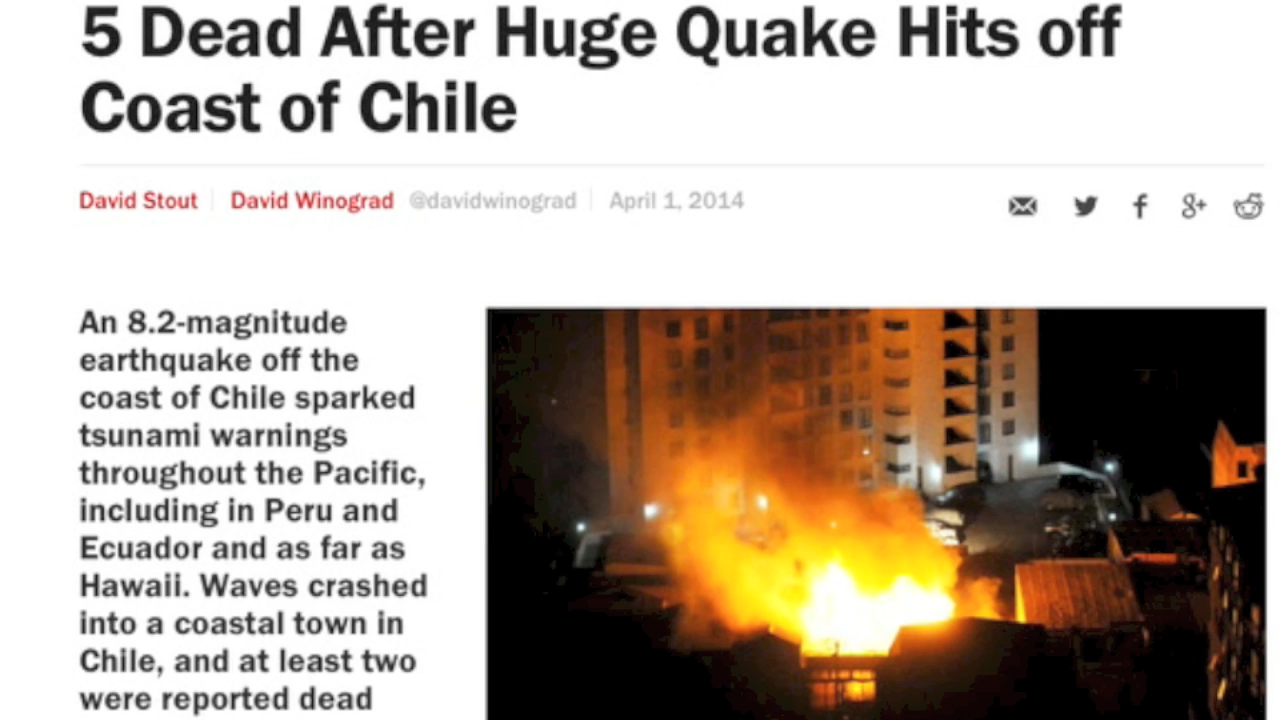 5 Dead After Huge Quake Hits off
Coast of Chile
David Stout David Winograd @davidwinograd April 1, 2014
An 8.2-magnitude
earthquake off the
coast of Chile sparked
tsunami warnings
throughout the Pacific,
including in Peru and
Ecuador and as far as
Hawaii. Waves crashed
into a coastal town in
Chile, and at least two
were reported dead